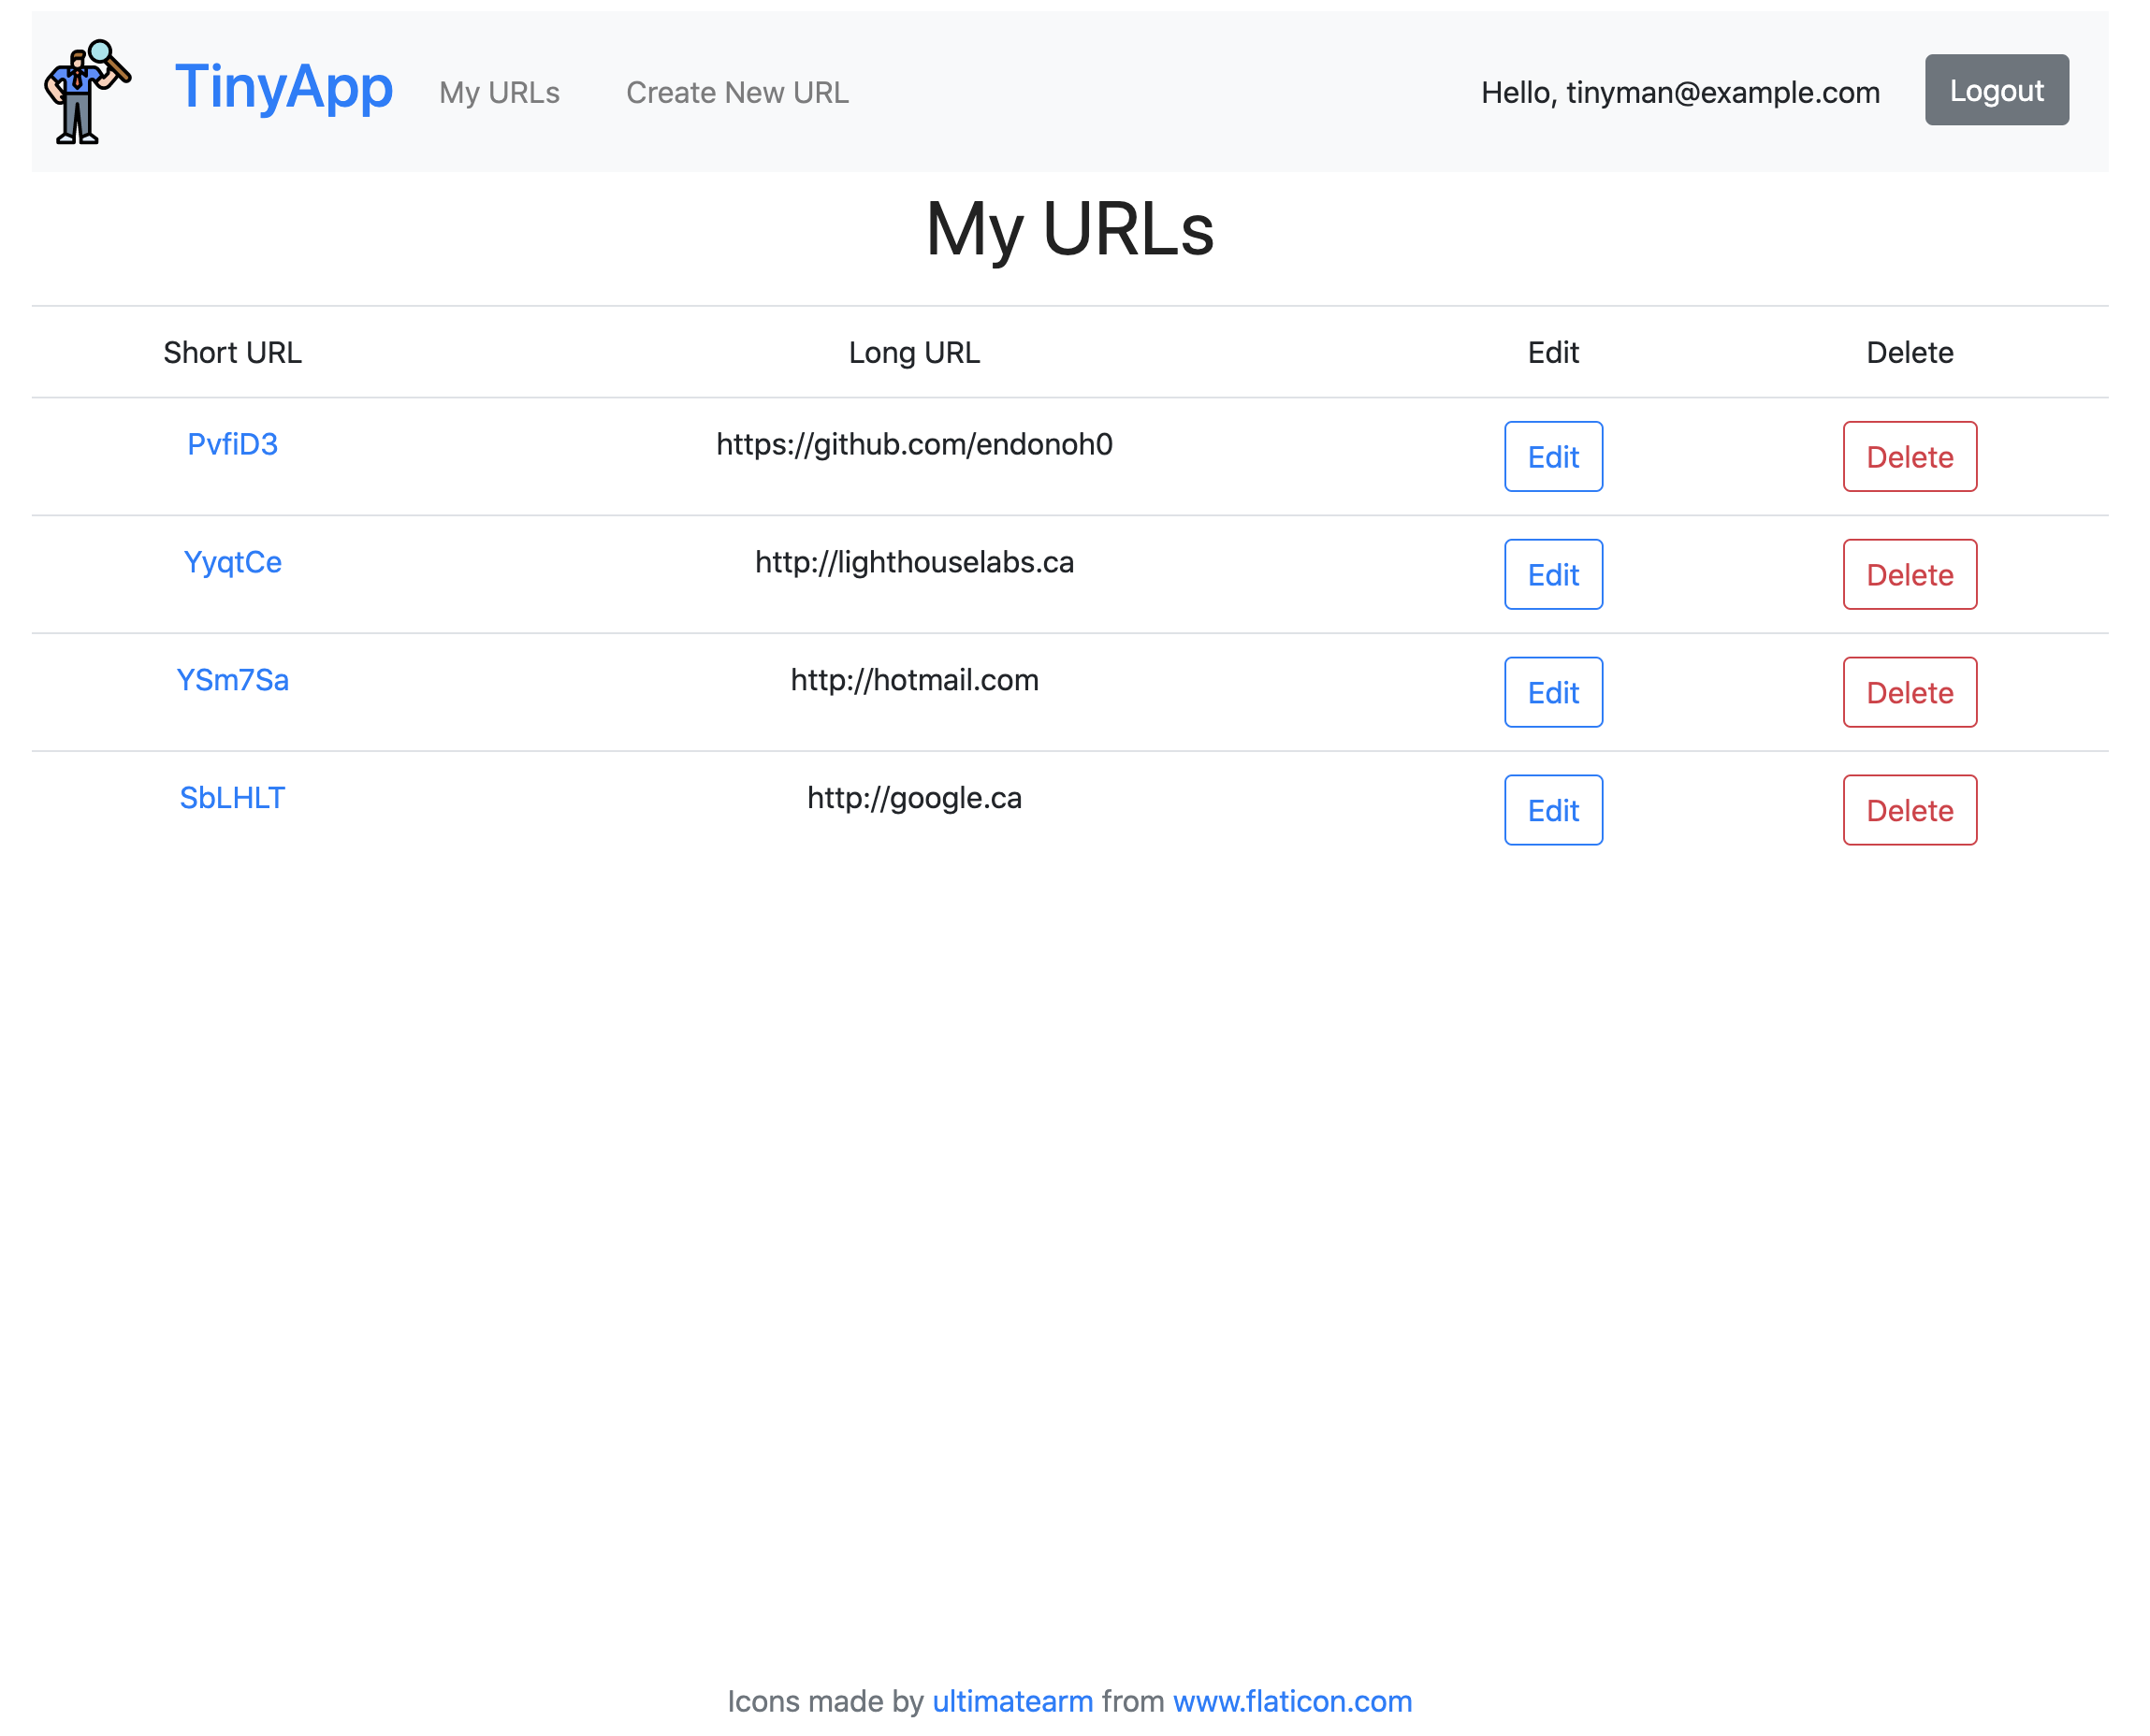 TinyApp My URLs Create New URL Hello, tinyman@example.com Logout
My URLs
Short URL Long URL Edit Delete
PvfiD3 https://github.com/endonoh0 Edit Delete
YyqtCe http://lighthouselabs.ca Edit Delete
YSm7Sa http://hotmail.com Edit Delete
SbLHLT http://google.ca Edit Delete
Icons made by ultimatearm from www.flaticon.com